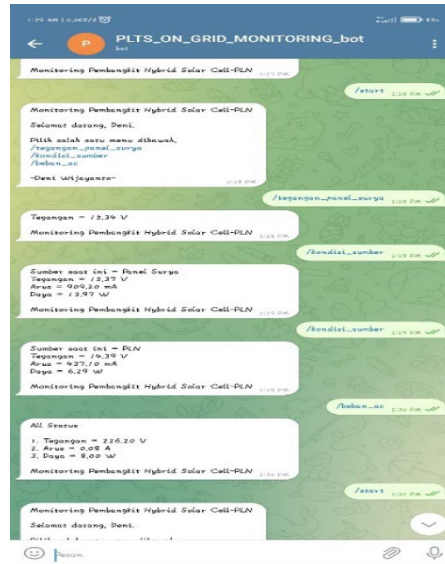 PLTS_ON_GRID_MONITORING_bot
bot
Monitoring Pembangkit Hybrid Solar Cell-PLN
/start
Monitoring Pembangkit Hybrid Solar Cell-PLN
Selamat datang, Deni.
Pilih salah satu menu dibawah,
/tegangan_panel_surya
/kondisi_sumber
/beban_ac
-Deni Wijayanto-
/tegangan_panel_surya
Tegangan = 13,34 V
Monitoring Pembangkit Hybrid Solar Cell-PLN
/kondisi_sumber
Sumber saat ini = Panel Surya
Tegangan = 13,37 V
Arus = 909,20 mA
Daya = 13,97 W
Monitoring Pembangkit Hybrid Solar Cell-PLN
/kondisi_sumber
Sumber saat ini = PLN
Tegangan = 14,39 V
Arus = 427,10 mA
Daya = 6,29 W
Monitoring Pembangkit Hybrid Solar Cell-PLN
/beban_ac
All Status
1. Tegangan = 226,20 V
2. Arus = 0,08 A
3. Daya = 8,00 W
Monitoring Pembangkit Hybrid Solar Cell-PLN
/start
Monitoring Pembangkit Hybrid Solar Cell-PLN
Selamat datang, Deni.
Pesan